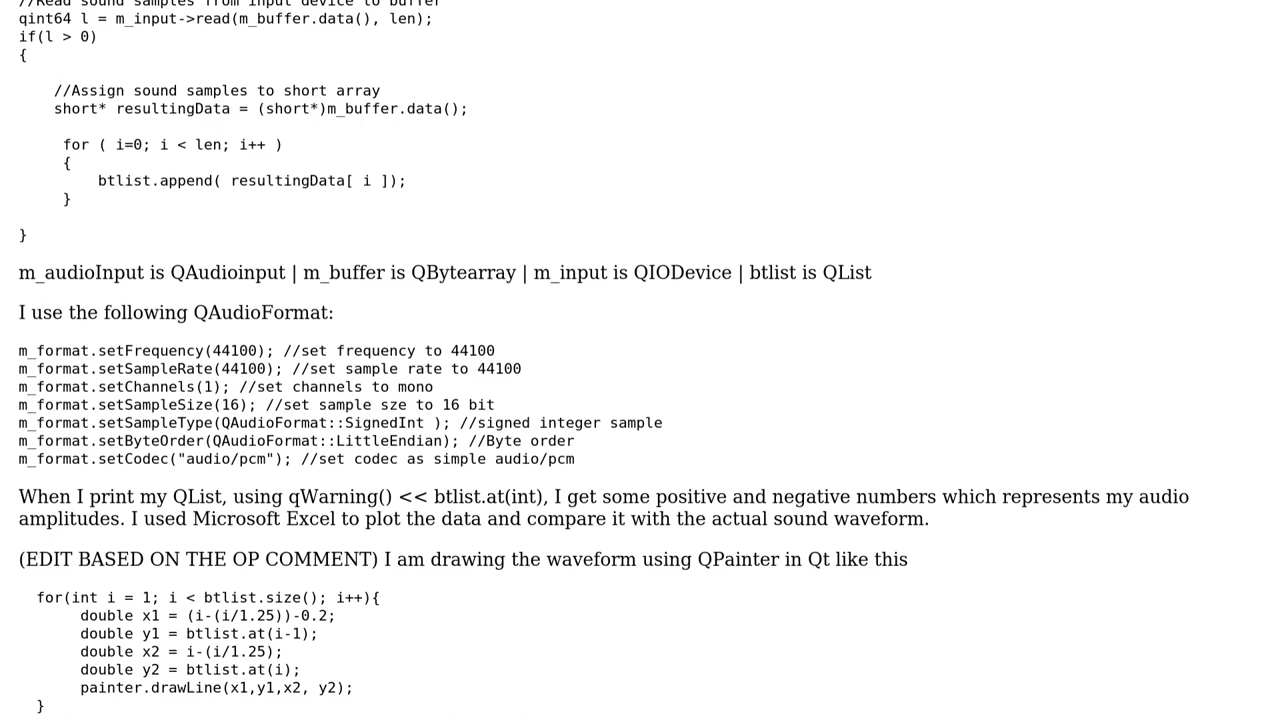 //Read sound samples from input device to buffer
qint64 l = m_input->read(m_buffer.data(), len);
if(l > 0)
{
//Assign sound samples to short array
short* resultingData = (short*)m_buffer.data();
for ( i=0; i < len; i++ )
{
btlist.append( resultingData[ i ]);
}
}
m_audioInput is QAudioinput | m_buffer is QBytearray | m_input is QIODevice | btlist is QList
I use the following QAudioFormat:
m_format.setFrequency(44100); //set frequency to 44100
m_format.setSampleRate(44100); //set sample rate to 44100
m_format.setChannels(1); //set channels to mono
m_format.setSampleSize(16); //set sample sze to 16 bit
m_format.setSampleType(QAudioFormat::SignedInt ); //signed integer sample
m_format.setByteOrder(QAudioFormat::LittleEndian); //Byte order
m_format.setCodec("audio/pcm"); //set codec as simple audio/pcm
When I print my QList, using qWarning() << btlist.at(int), I get some positive and negative numbers which represents my audio
amplitudes. I used Microsoft Excel to plot the data and compare it with the actual sound waveform.
(EDIT BASED ON THE OP COMMENT) I am drawing the waveform using QPainter in Qt like this
for(int i = 1; i < btlist.size(); i++){
double x1 = (i-(i/1.25))-0.2;
double y1 = btlist.at(i-1);
double x2 = i-(i/1.25);
double y2 = btlist.at(i);
painter.drawLine(x1,y1,x2, y2);
}